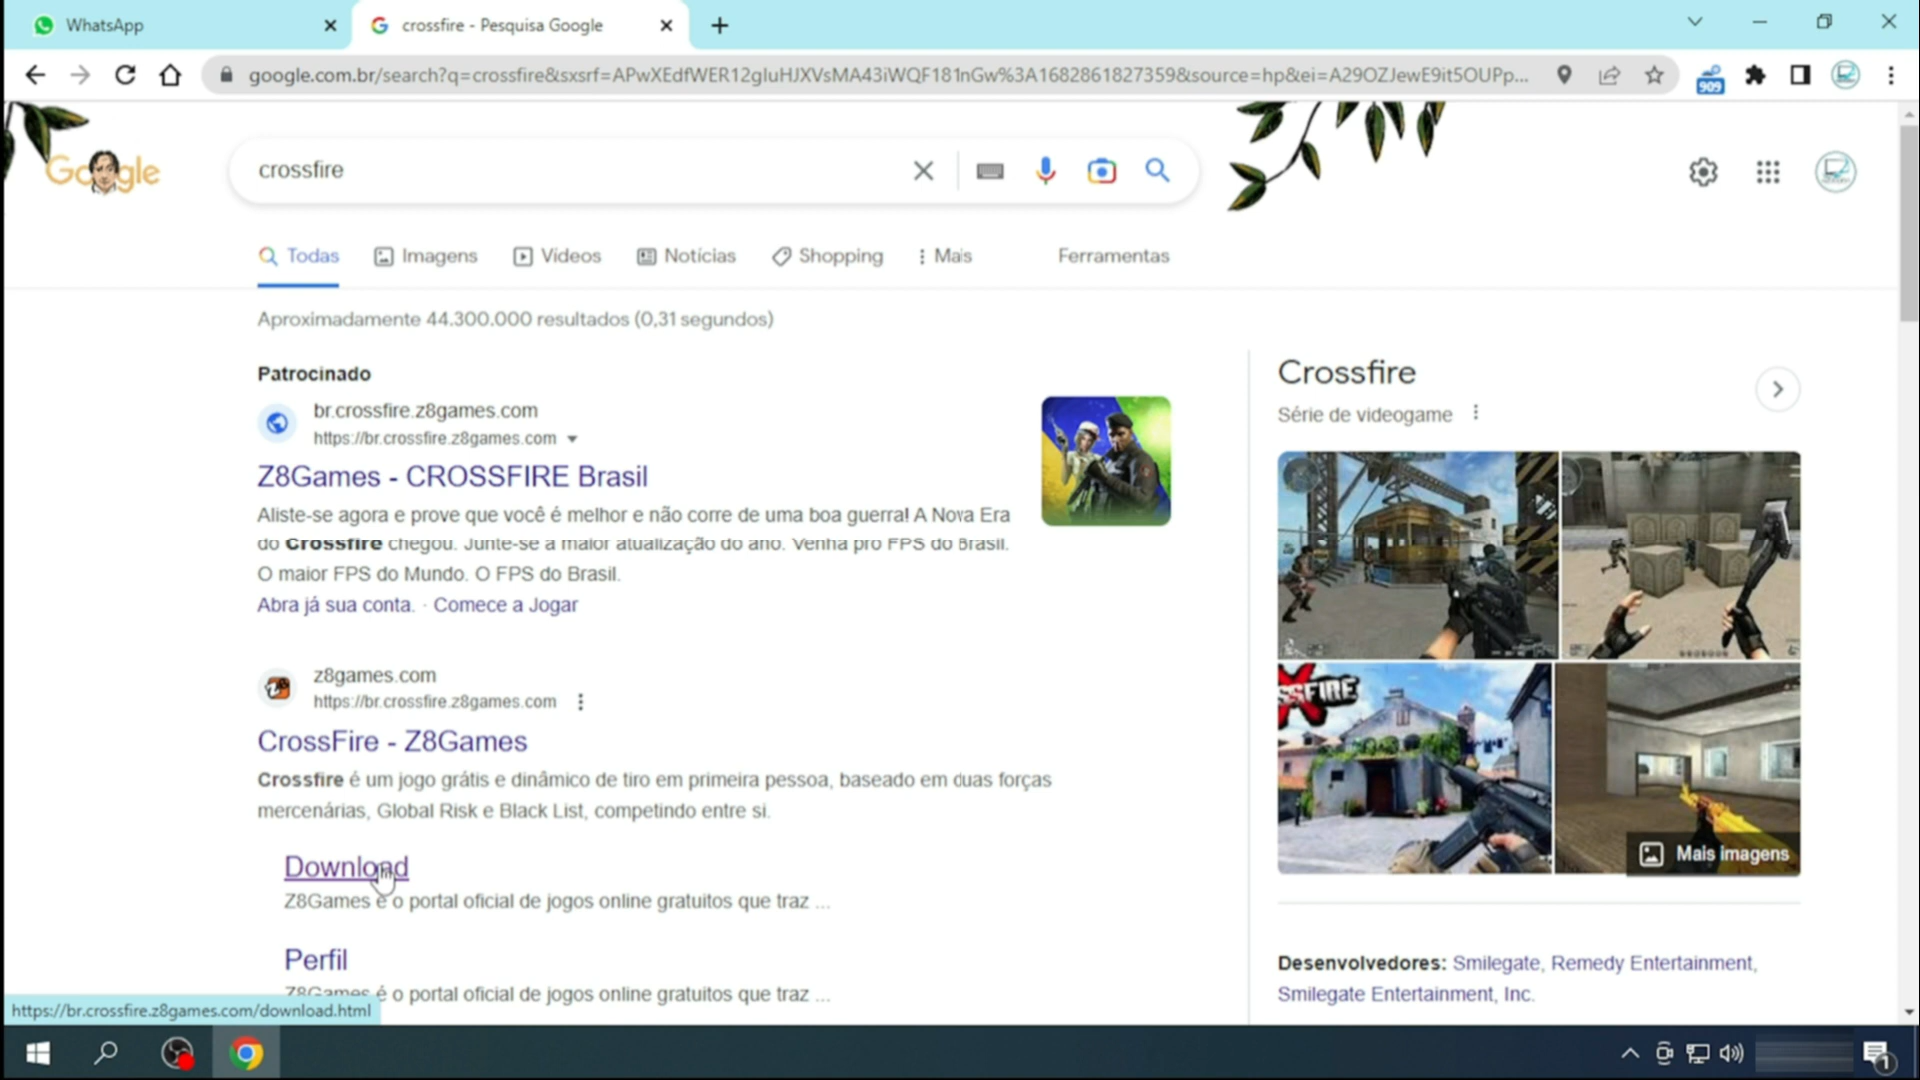 WhatsApp
crossfire - Pesquisa Google
google.com.br/search?q=crossfire&sxsrf=APwXEdfWER12gIuHJXVsMA43iWQF181nGw%3A1682861827359&source=hp&ei=A29OZJewE9it5OUPp...
909
Google
crossfire
Todas
Imagens
Vídeos
Notícias
Shopping
Mais
Ferramentas
Aproximadamente 44.300.000 resultados (0,31 segundos)
Patrocinado
br.crossfire.z8games.com
https://br.crossfire.z8games.com
Z8Games - CROSSFIRE Brasil
Aliste-se agora e prove que você é melhor e não corre de uma boa guerra! A Nova Era
do Crossfire chegou. Junte-se a maior atualização do ano. Venha pro FPS do Brasil.
O maior FPS do Mundo. O FPS do Brasil.
Abra já sua conta. · Comece a Jogar
z8games.com
https://br.crossfire.z8games.com
CrossFire - Z8Games
Crossfire é um jogo grátis e dinâmico de tiro em primeira pessoa, baseado em duas forças
mercenárias, Global Risk e Black List, competindo entre si.
Download
Z8Games é o portal oficial de jogos online gratuitos que traz ...
Perfil
Z8Games é o portal oficial de jogos online gratuitos que traz ...
Crossfire
Série de videogame
SSFIRE
Mais imagens
Desenvolvedores: Smilegate, Remedy Entertainment,
Smilegate Entertainment, Inc.
https://br.crossfire.z8games.com/download.html
1